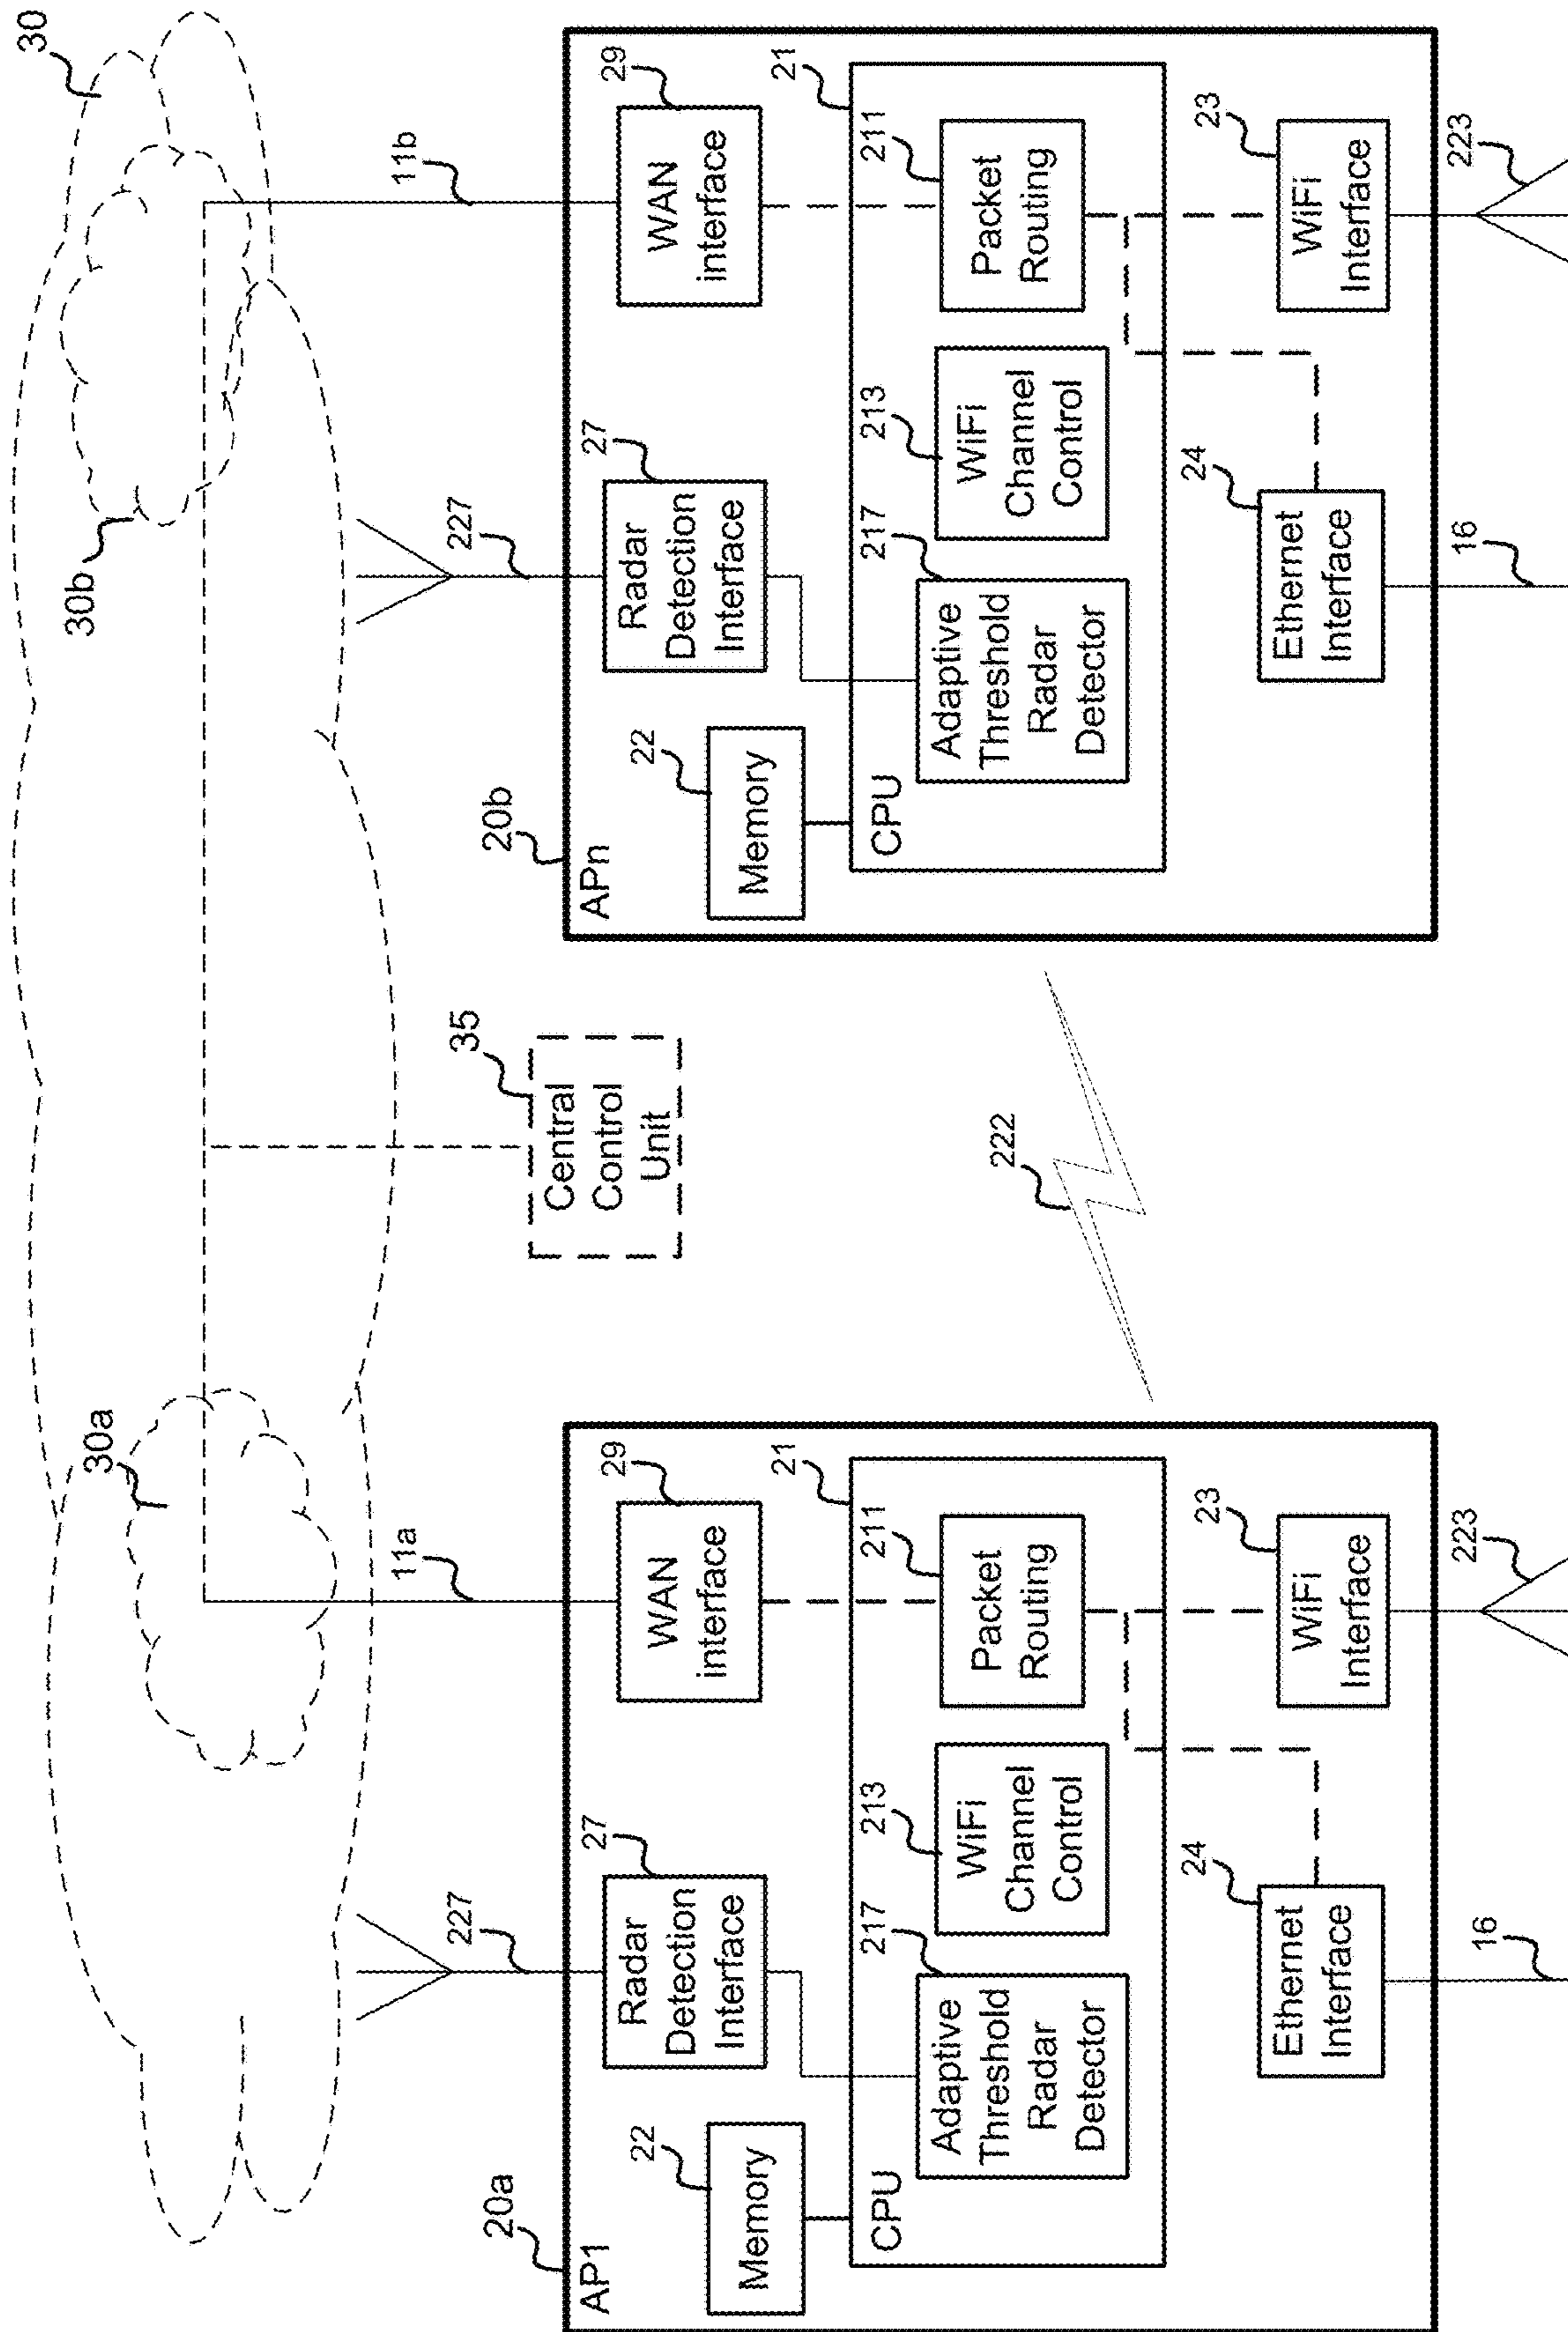 30
30a
30b
11a
11b
227
227
35
Central
Control
Unit
222
20a
AP1
22
Memory
27
Radar
Detection
Interface
29
WAN
interface
21
CPU
217
Adaptive
Threshold
Radar
Detector
213
WiFi
Channel
Control
211
Packet
Routing
24
Ethernet
Interface
23
WiFi
Interface
16
223
20b
APn
22
Memory
27
Radar
Detection
Interface
29
WAN
interface
21
CPU
217
Adaptive
Threshold
Radar
Detector
213
WiFi
Channel
Control
211
Packet
Routing
24
Ethernet
Interface
23
WiFi
Interface
16
223